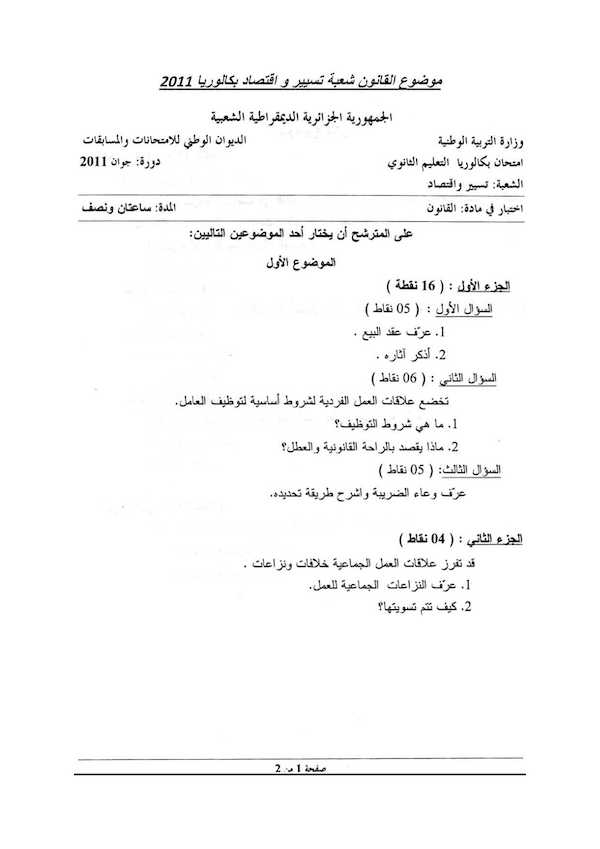 موضوع القانون شعبة تسيير و اقتصاد بكالوريا 2011
الجمهورية الجزائرية الديمقراطية الشعبية
وزارة التربية الوطنية
الديوان الوطني للامتحانات والمسابقات
امتحان بكالوريا التعليم الثانوي
دورة: جوان 2011
الشعبة: تسيير واقتصاد
اختبار في مادة: القانون
المدة: ساعتان ونصف
على المترشح أن يختار أحد الموضوعين التاليين:
الموضوع الأول
الجزء الأول : ( 16 نقطة )
السؤال الأول : ( 05 نقاط )
1. عرّف عقد البيع .
2. أذكر آثاره .
السؤال الثاني : ( 06 نقاط )
تخضع علاقات العمل الفردية لشروط أساسية لتوظيف العامل.
1. ما هي شروط التوظيف؟
2. ماذا يقصد بالراحة القانونية والعطل؟
السؤال الثالث: ( 05 نقاط )
عرّف وعاء الضريبة واشرح طريقة تحديده.
الجزء الثاني : ( 04 نقاط )
قد تفرز علاقات العمل الجماعية خلافات ونزاعات .
1. عرّف النزاعات الجماعية للعمل.
2. كيف تتم تسويتها؟
صفحة 1 من 2